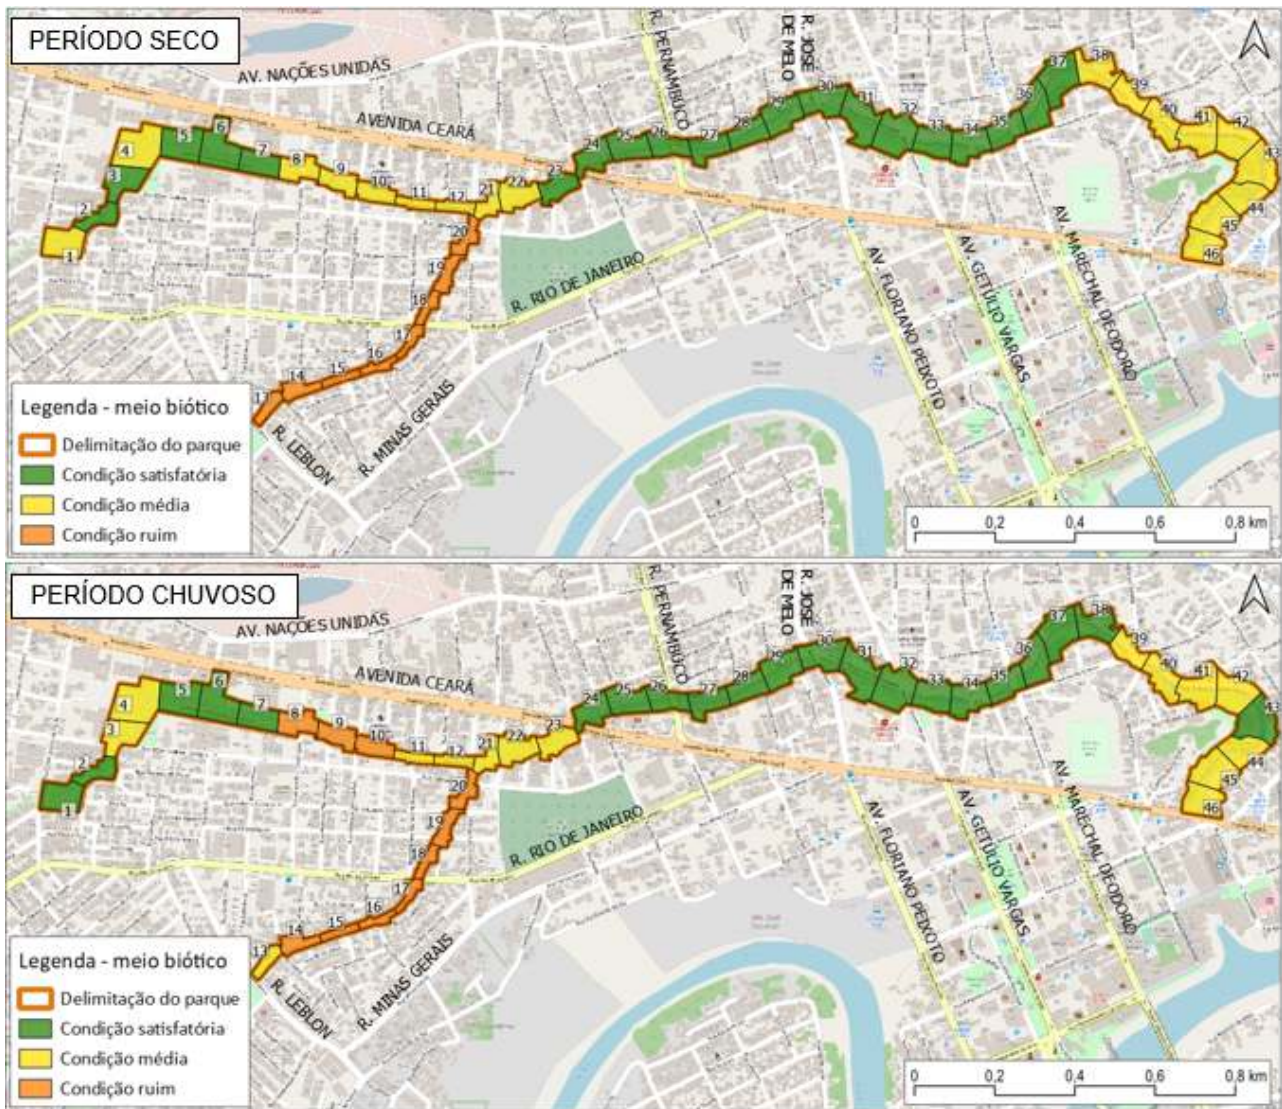 PERÍODO SECO
AV. NAÇÕES UNIDAS
R. PERNAMBUCO
R. JOSÉ
DE MELO
AVENIDA CEARÁ
37
38
39
40
41
42
43
44
45
46
36
35
34
33
32
31
30
29
28
27
26
25
24
23
22
21
12
11
10
9
8
7
6
5
4
3
2
1
20
19
18
17
16
15
14
13
R. RIO DE JANEIRO
AV. FLORIANO PEIXOTO
AV. GETÚLIO VARGAS
AV. MARECHAL DEODORO
R. LEBLON
R. MINAS GERAIS
Legenda - meio biótico
Delimitação do parque
Condição satisfatória
Condição média
Condição ruim
0 0,2 0,4 0,6 0,8 km
PERÍODO CHUVOSO
AV. NAÇÕES UNIDAS
R. PERNAMBUCO
R. JOSÉ
DE MELO
AVENIDA CEARÁ
37
38
39
40
41
42
43
44
45
46
36
35
34
33
32
31
30
29
28
27
26
25
24
23
22
21
12
11
10
9
8
7
6
5
4
3
2
1
20
19
18
17
16
15
14
13
R. RIO DE JANEIRO
AV. FLORIANO PEIXOTO
AV. GETÚLIO VARGAS
AV. MARECHAL DEODORO
R. LEBLON
R. MINAS GERAIS
Legenda - meio biótico
Delimitação do parque
Condição satisfatória
Condição média
Condição ruim
0 0,2 0,4 0,6 0,8 km